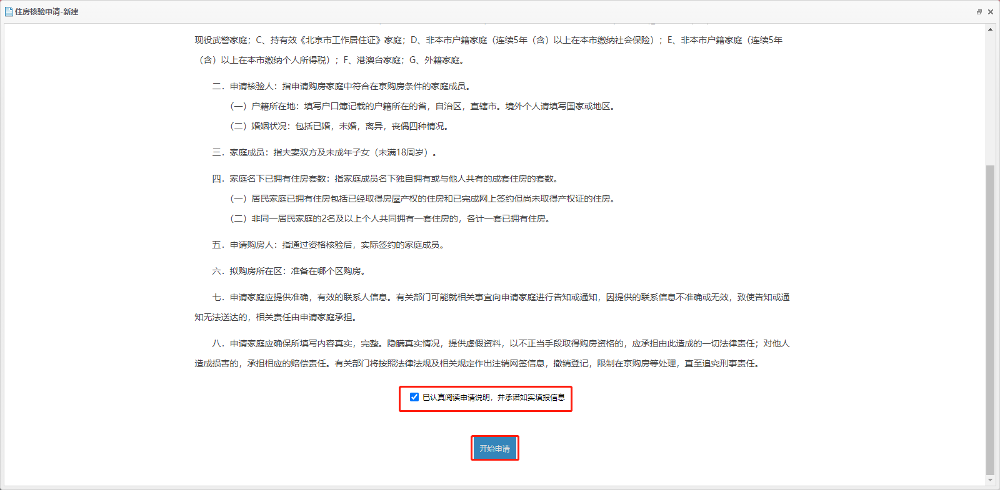 住房核验申请-新建
现役武警家庭；C、持有效《北京市工作居住证》家庭；D、非本市户籍家庭（连续5年（含）以上在本市缴纳社会保险）；E、非本市户籍家庭（连续5年
（含）以上在本市缴纳个人所得税）；F、港澳台家庭；G、外籍家庭。
二．申请核验人：指申请购房家庭中符合在京购房条件的家庭成员。
（一）户籍所在地：填写户口簿记载的户籍所在的省，自治区，直辖市。境外个人请填写国家或地区。
（二）婚姻状况：包括已婚，未婚，离异，丧偶四种情况。
三．家庭成员：指夫妻双方及未成年子女（未满18周岁）。
四．家庭名下已拥有住房套数：指家庭成员名下独自拥有或与他人共有的成套住房的套数。
（一）居民家庭已拥有住房包括已经取得房屋产权的住房和已完成网上签约但尚未取得产权证的住房。
（二）非同一居民家庭的2名及以上个人共同拥有一套住房的，各计一套已拥有住房。
五．申请购房人：指通过资格核验后，实际签约的家庭成员。
六．拟购房所在区：准备在哪个区购房。
七．申请家庭应提供准确，有效的联系人信息。有关部门可能就相关事宜向申请家庭进行告知或通知，因提供的联系信息不准确或无效，致使告知或通
知无法送达的，相关责任由申请家庭承担。
八．申请家庭应确保所填写内容真实，完整。隐瞒真实情况，提供虚假资料，以不正当手段取得购房资格的，应承担由此造成的一切法律责任；对他人
造成损害的，承担相应的赔偿责任。有关部门将按照法律法规及相关规定作出注销网签信息，撤销登记，限制在京购房等处理，直至追究刑事责任。
已认真阅读申请说明，并承诺如实填报信息
开始申请